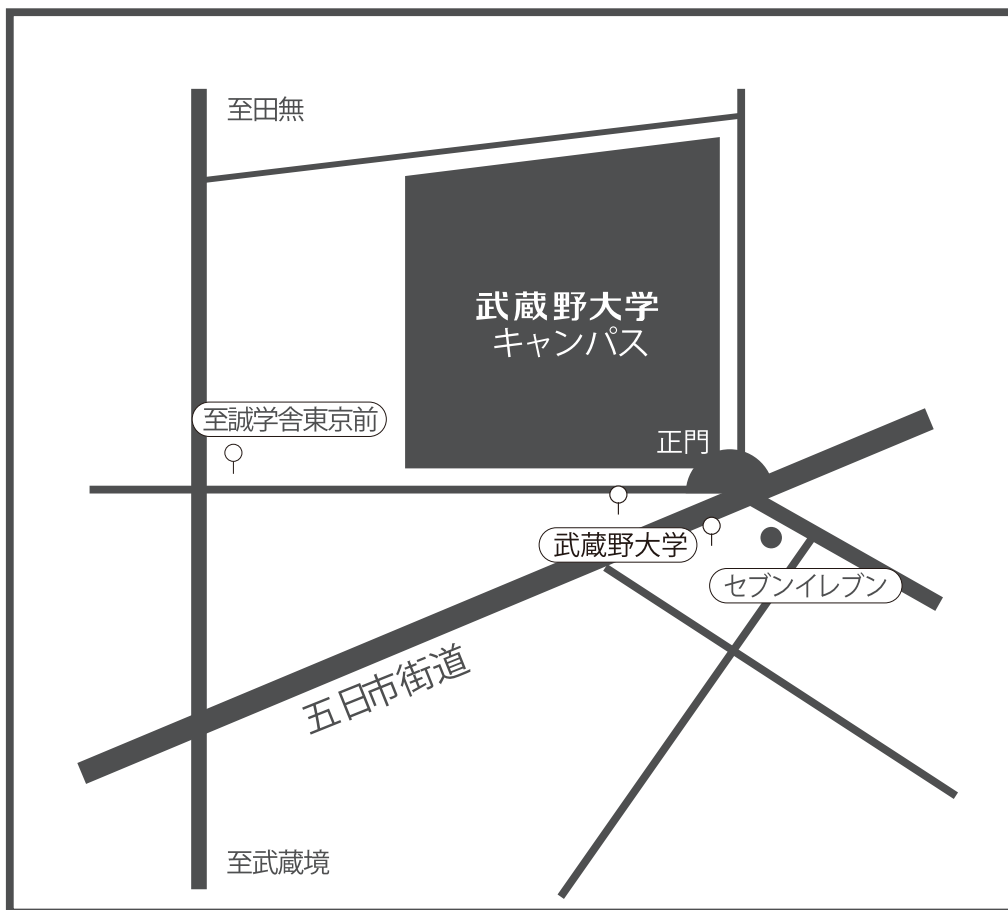 至田無
武蔵野大学
キャンパス
至誠学舎東京前
正門
武蔵野大学
セブンイレブン
五日市街道
至武蔵境